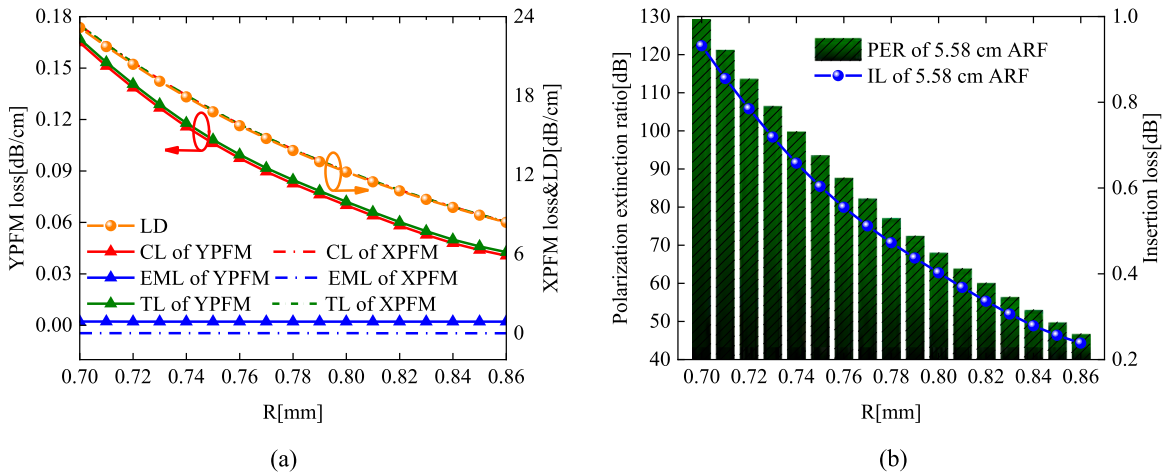 0.18
0.15
0.12
0.09
0.06
0.03
0.00
YPFM loss[dB/cm]
24
18
12
6
0
XPFM loss&LD[dB/cm]
LD
CL of YPFM
CL of XPFM
EML of YPFM
EML of XPFM
TL of YPFM
TL of XPFM
0.70 0.72 0.74 0.76 0.78 0.80 0.82 0.84 0.86
R[mm]
(a)
130
120
110
100
90
80
70
60
50
40
Polarization extinction ratio[dB]
1.0
0.8
0.6
0.4
0.2
Insertion loss[dB]
PER of 5.58 cm ARF
IL of 5.58 cm ARF
0.70 0.72 0.74 0.76 0.78 0.80 0.82 0.84 0.86
R[mm]
(b)